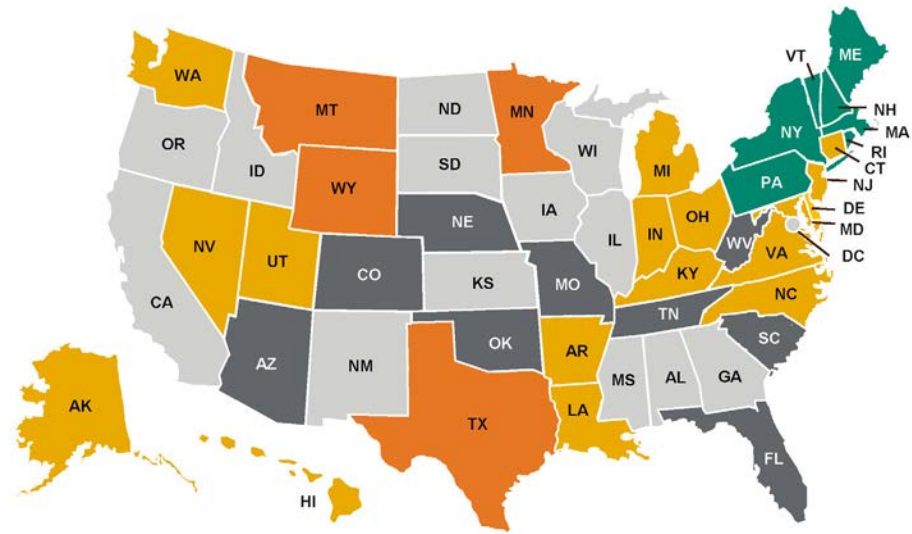 ME
VT
WA
MT
ND
MN
NH
MA
NY
OR
WI
RI
ID
SD
CT
MI
WY
PA
NJ
IA
NE
OH
DE
NV
IL
IN
MD
UT
WV
VA
DC
CO
KS
MO
KY
CA
NC
TN
OK
SC
AZ
NM
AR
MS
AL
GA
AK
LA
TX
FL
HI